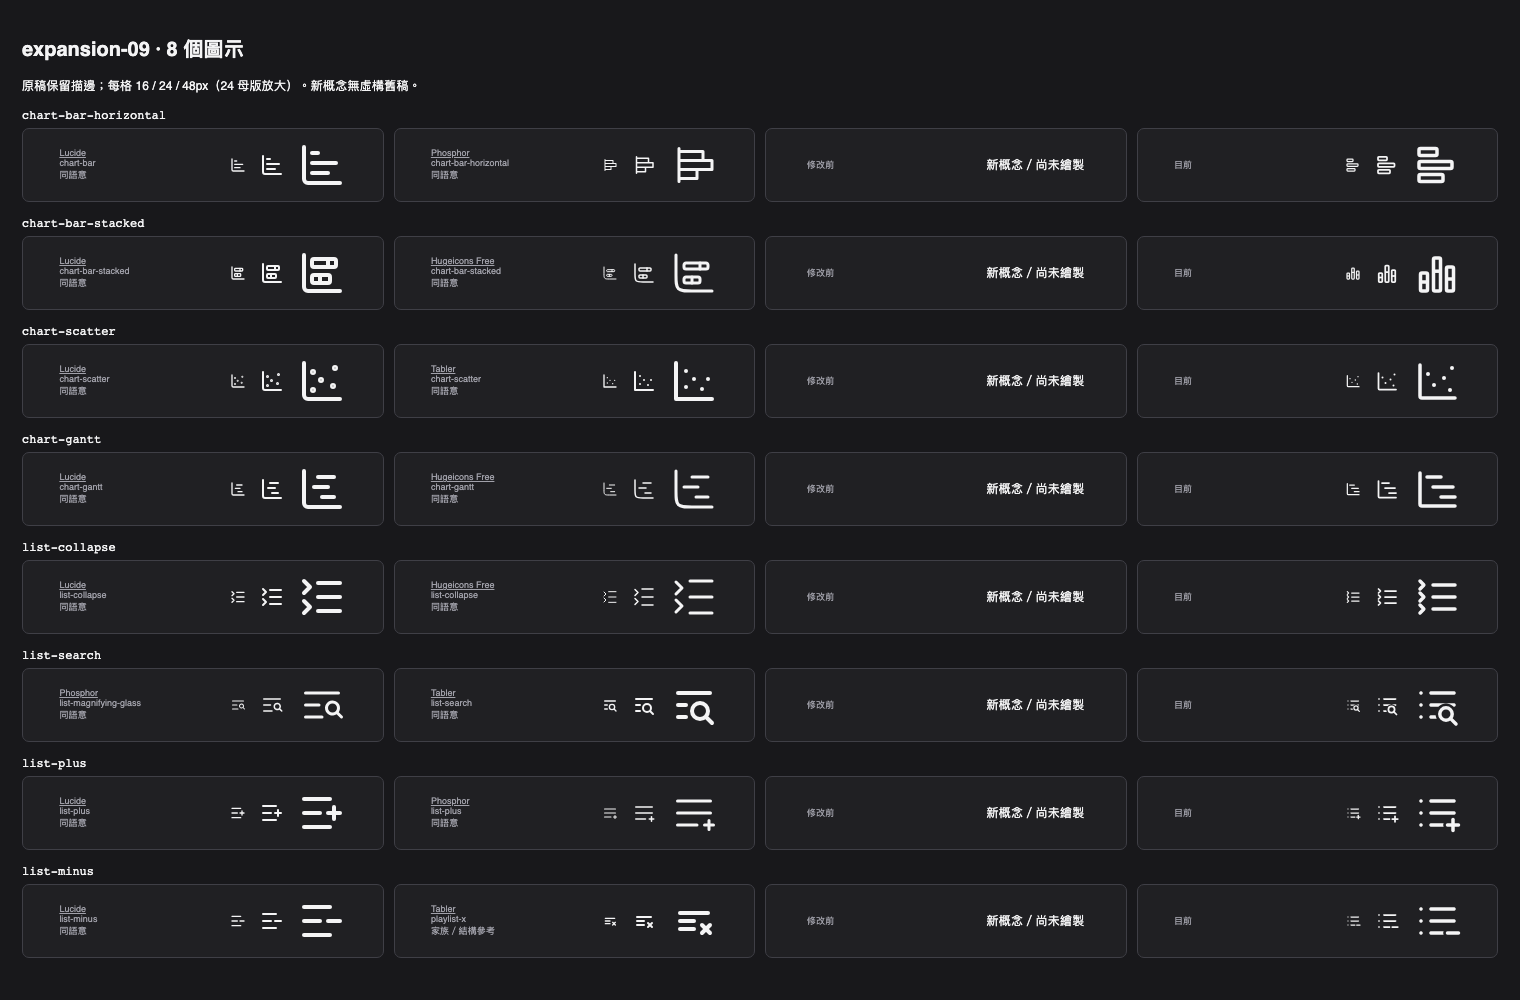 expansion-09 · 8 個圖示
原稿保留描邊；每格 16 / 24 / 48px（24 母版放大）。新概念無虛構舊稿。
chart-bar-horizontal
Lucide
chart-bar
同語意
Phosphor
chart-bar-horizontal
同語意
修改前
新概念 / 尚未繪製
目前
chart-bar-stacked
Lucide
chart-bar-stacked
同語意
Hugeicons Free
chart-bar-stacked
同語意
修改前
新概念 / 尚未繪製
目前
chart-scatter
Lucide
chart-scatter
同語意
Tabler
chart-scatter
同語意
修改前
新概念 / 尚未繪製
目前
chart-gantt
Lucide
chart-gantt
同語意
Hugeicons Free
chart-gantt
同語意
修改前
新概念 / 尚未繪製
目前
list-collapse
Lucide
list-collapse
同語意
Hugeicons Free
list-collapse
同語意
修改前
新概念 / 尚未繪製
目前
list-search
Phosphor
list-magnifying-glass
同語意
Tabler
list-search
同語意
修改前
新概念 / 尚未繪製
目前
list-plus
Lucide
list-plus
同語意
Phosphor
list-plus
同語意
修改前
新概念 / 尚未繪製
目前
list-minus
Lucide
list-minus
同語意
Tabler
playlist-x
家族 / 結構參考
修改前
新概念 / 尚未繪製
目前